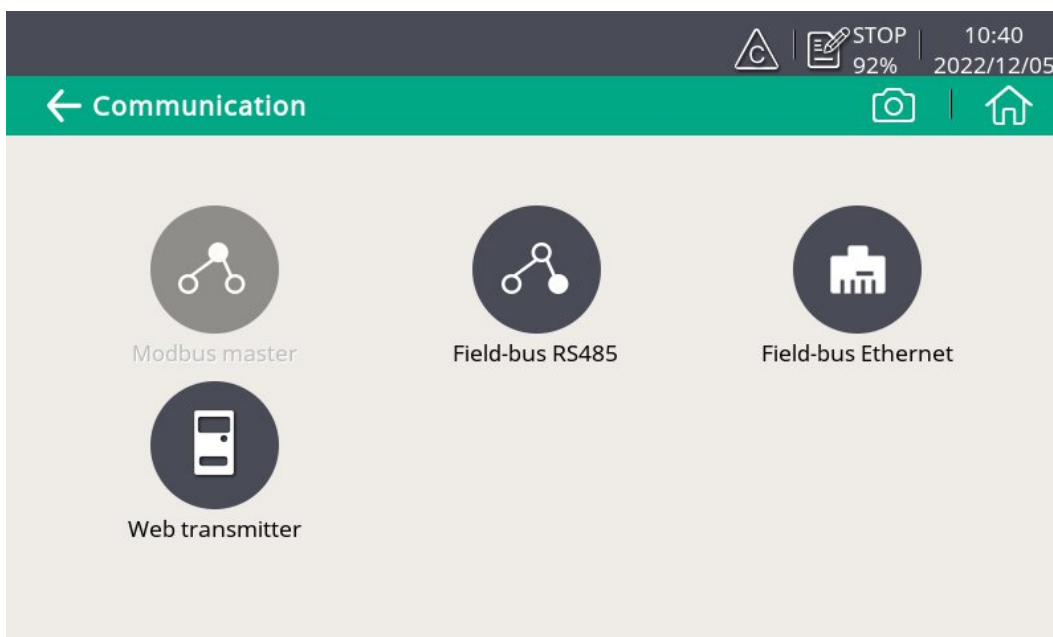 STOP
92%
10:40
2022/12/05
C
Communication
Modbus master
Field-bus RS485
Field-bus Ethernet
Web transmitter